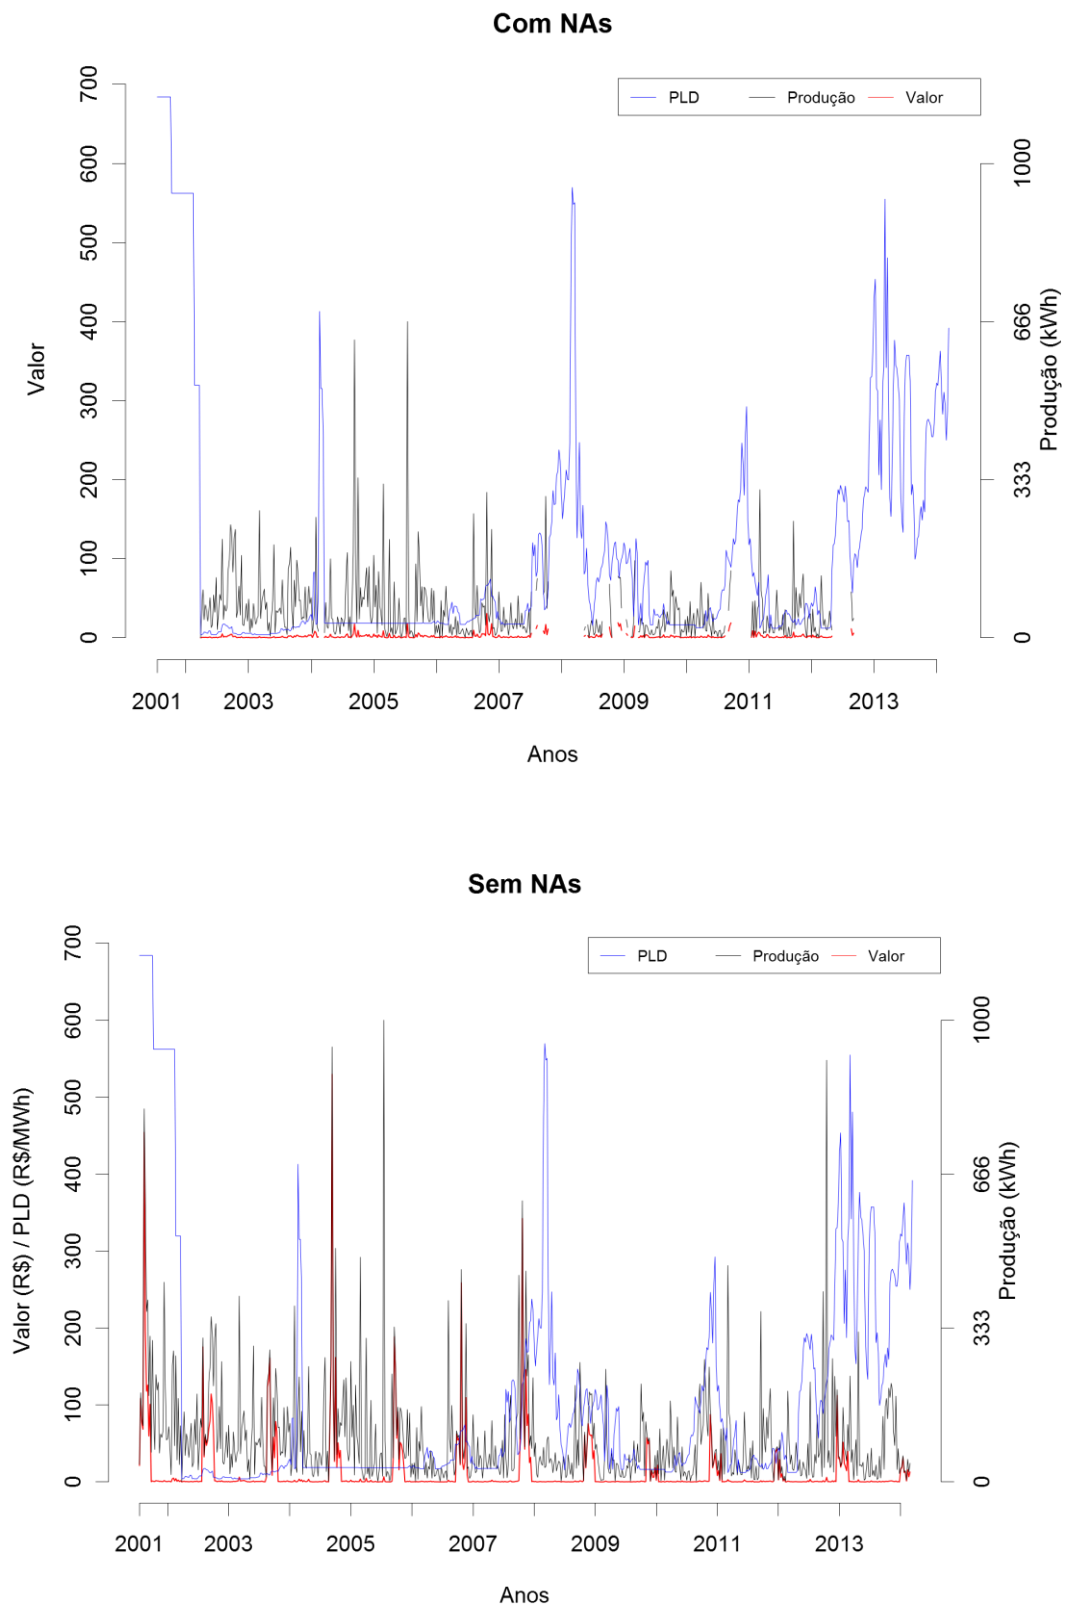 Com NAs
PLD Produção Valor
700
600
500
400
300
200
100
0
Valor
1000
666
333
0
Produção (kWh)
2001 2003 2005 2007 2009 2011 2013
Anos
Sem NAs
PLD Produção Valor
700
600
500
400
300
200
100
0
Valor (R$) / PLD (R$/MWh)
1000
666
333
0
Produção (kWh)
2001 2003 2005 2007 2009 2011 2013
Anos